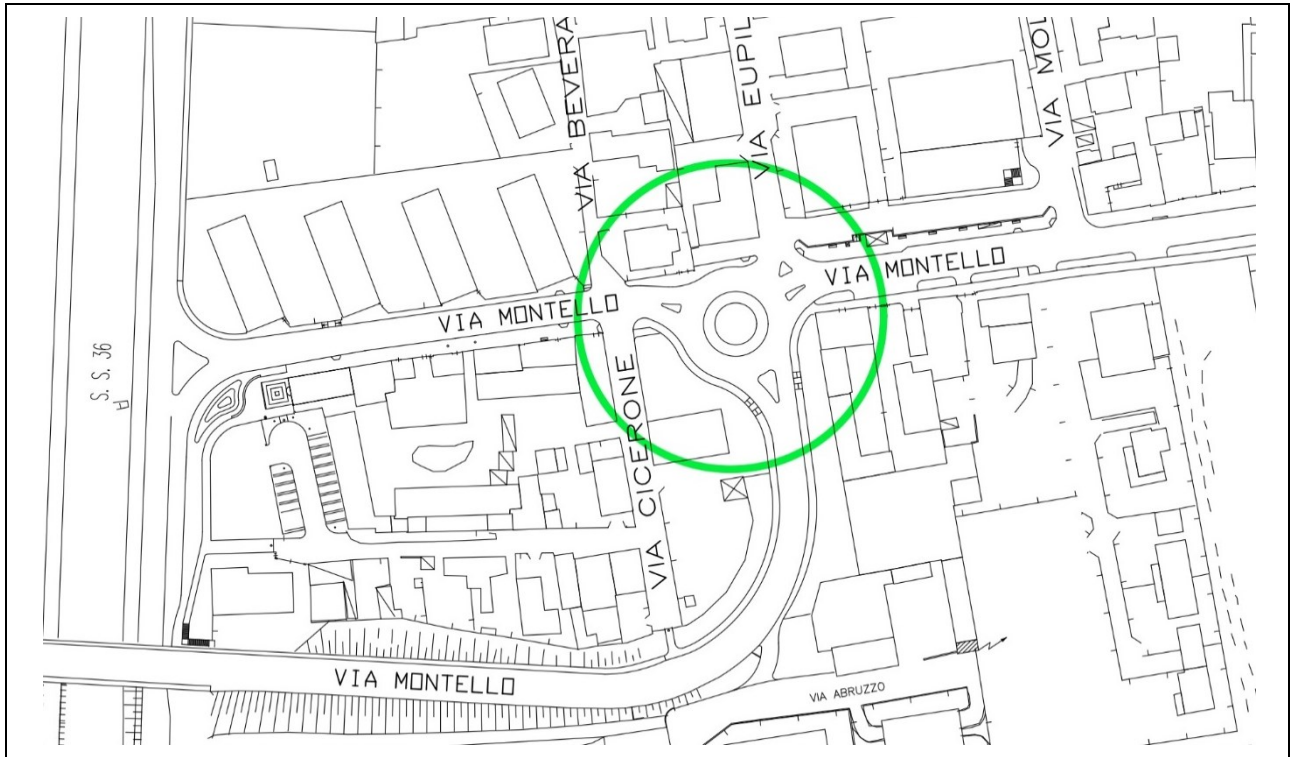 VIA BEVERA
VIA EUPIL
VIA MOL
VIA MONTELLO
VIA MONTELLO
S. S. 36
VIA CICERONE
VIA MONTELLO
VIA ABRUZZO